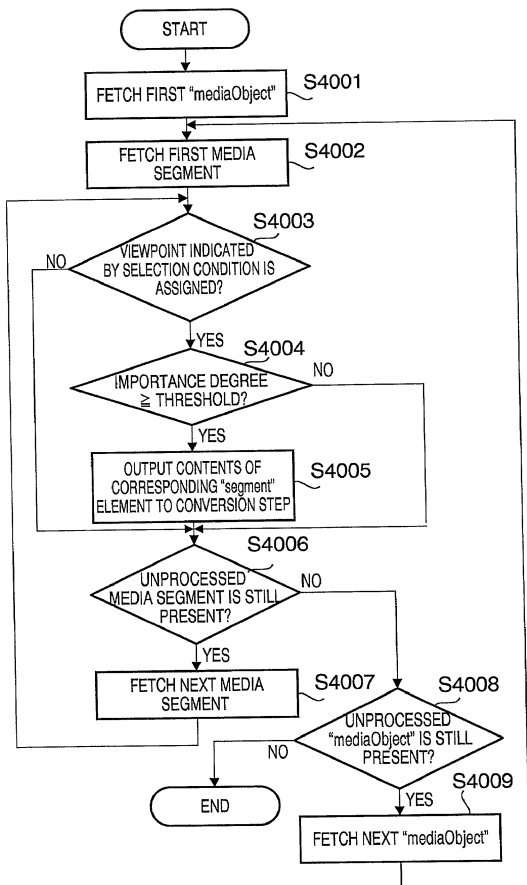 START
FETCH FIRST "mediaObject"
S4001
FETCH FIRST MEDIA
SEGMENT
S4002
S4003
VIEWPOINT INDICATED
BY SELECTION CONDITION IS
ASSIGNED?
NO
YES
S4004
IMPORTANCE DEGREE
≧ THRESHOLD?
NO
YES
OUTPUT CONTENTS OF
CORRESPONDING "segment"
ELEMENT TO CONVERSION STEP
S4005
S4006
UNPROCESSED
MEDIA SEGMENT IS STILL
PRESENT?
NO
YES
FETCH NEXT MEDIA
SEGMENT
S4007
S4008
UNPROCESSED
"mediaObject" IS STILL
PRESENT?
NO
YES
END
S4009
FETCH NEXT "mediaObject"